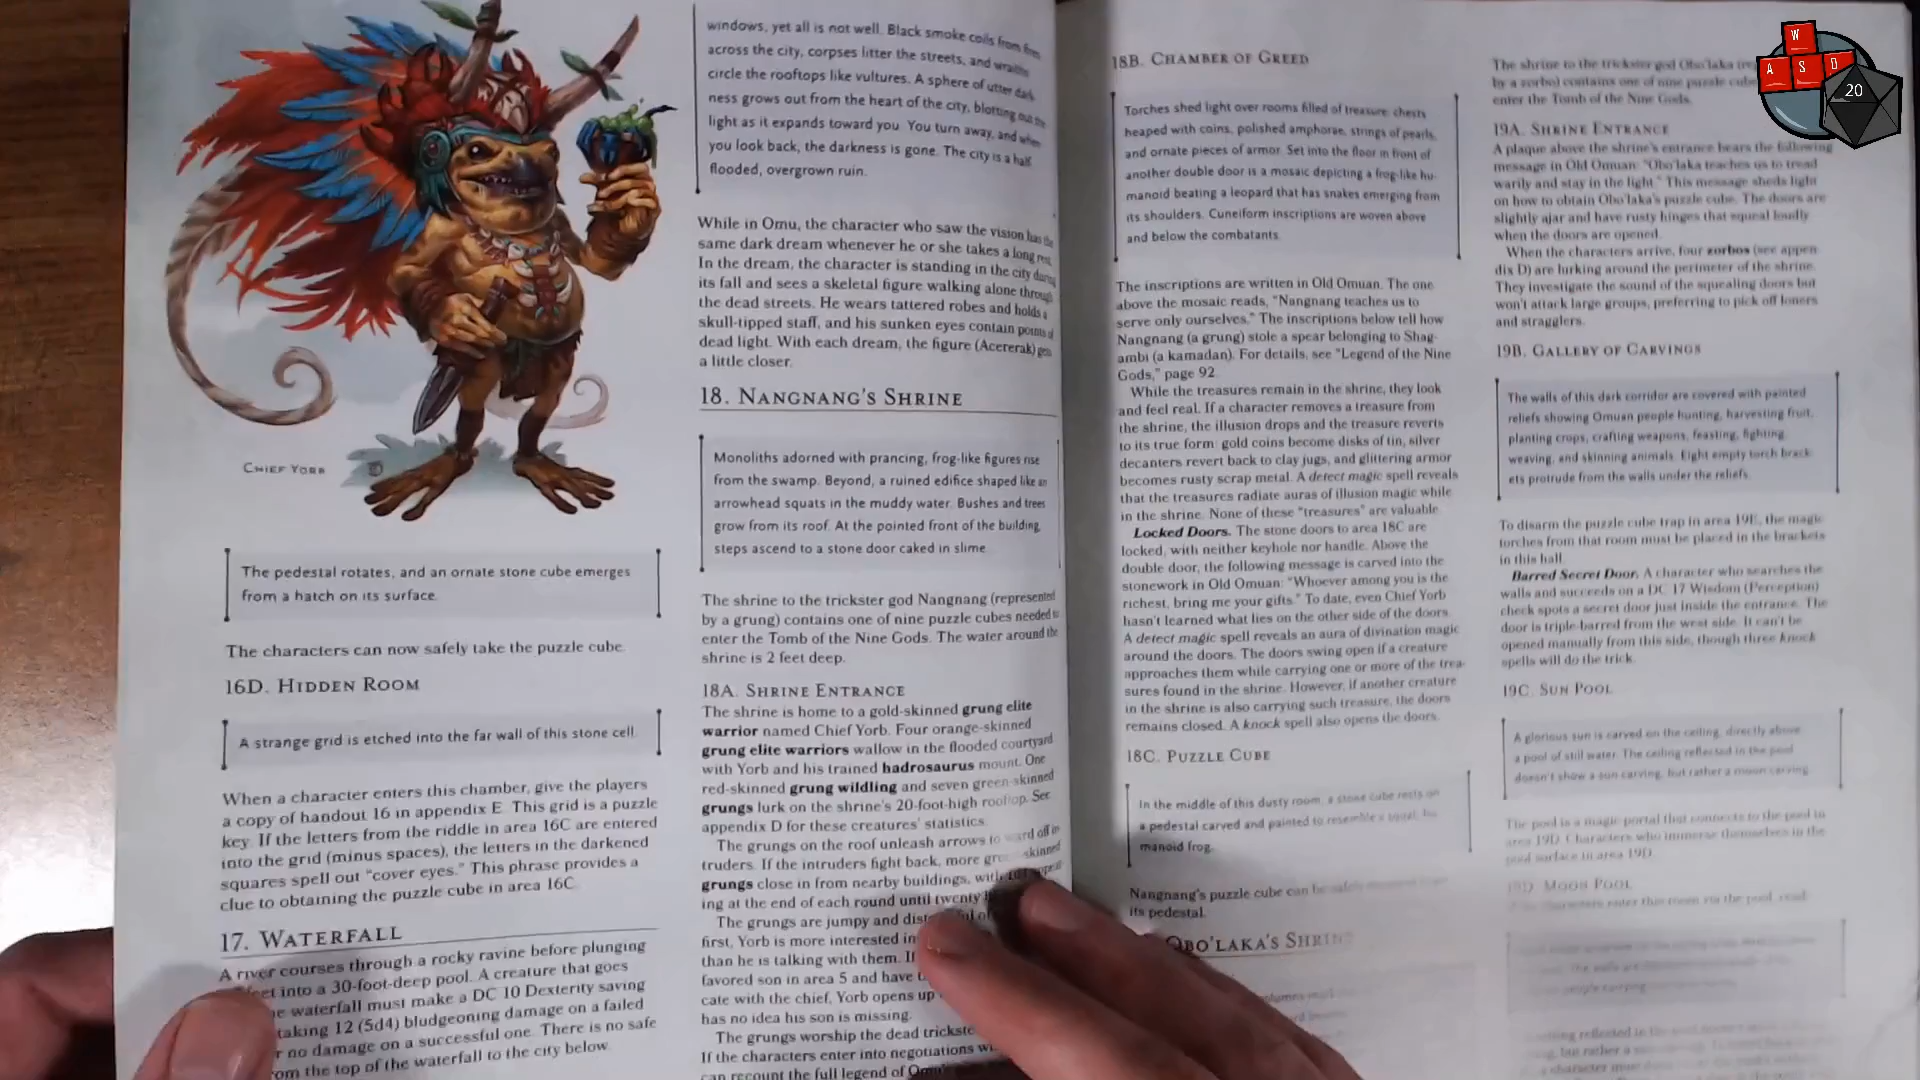 CHIEF YORB
The pedestal rotates, and an ornate stone cube emerges
from a hatch on its surface.
The characters can now safely take the puzzle cube.
16D. HIDDEN ROOM
A strange grid is etched into the far wall of this stone cell.
When a character enters this chamber, give the players
a copy of handout 16 in appendix E. This grid is a puzzle
key. If the letters from the riddle in area 16C are entered
into the grid (minus spaces), the letters in the darkened
squares spell out "cover eyes." This phrase provides a
clue to obtaining the puzzle cube in area 16C.
17. WATERFALL
A river courses through a rocky ravine before plunging
feet into a 30-foot-deep pool. A creature that goes
waterfall must make a DC 10 Dexterity saving
taking 12 (5d4) bludgeoning damage on a failed
r no damage on a successful one. There is no safe
om the top of the waterfall to the city below.
windows, yet all is not well. Black smoke coils from fires
across the city, corpses litter the streets, and wraiths
circle the rooftops like vultures. A sphere of utter dark
ness grows out from the heart of the city, blotting out the
light as it expands toward you. You turn away, and when
you look back, the darkness is gone. The city is a half
flooded, overgrown ruin.
While in Omu, the character who saw the vision has the
same dark dream whenever he or she takes a long rest.
In the dream, the character is standing in the city during
its fall and sees a skeletal figure walking alone through
the dead streets. He wears tattered robes and holds a
skull-tipped staff, and his sunken eyes contain points of
dead light. With each dream, the figure (Acererak) gets
a little closer.
18. NANGNANG'S SHRINE
Monoliths adorned with prancing, frog-like figures rise
from the swamp. Beyond, a ruined edifice shaped like an
arrowhead squats in the muddy water. Bushes and trees
grow from its roof. At the pointed front of the building,
steps ascend to a stone door caked in slime.
The shrine to the trickster god Nangnang (represented
by a grung) contains one of nine puzzle cubes needed to
enter the Tomb of the Nine Gods. The water around the
shrine is 2 feet deep.
18A. SHRINE ENTRANCE
The shrine is home to a gold-skinned grung elite
warrior named Chief Yorb. Four orange-skinned
grung elite warriors wallow in the flooded courtyard
with Yorb and his trained hadrosaurus mount. One
red-skinned grung wildling and seven green-skinned
grungs lurk on the shrine's 20-foot-high rooftop. See
appendix D for these creatures' statistics.
The grungs on the roof unleash arrows to ward off in
truders. If the intruders fight back, more green-skinned
grungs close in from nearby buildings, with
ing at the end of each round until twenty
The grungs are jumpy and
first, Yorb is more interested in
than he is talking with them. If
favored son in area 5 and have
cate with the chief, Yorb opens up
has no idea his son is missing.
The grungs worship the dead trickste
If the characters enter into negotiations
can recount the full legend of
18B. CHAMBER OF GREED
Torches shed light over rooms filled of treasure: chests
heaped with coins, polished amphorae, strings of pearls,
and ornate pieces of armor. Set into the floor in front of
another double door is a mosaic depicting a frog-like hu-
manoid beating a leopard that has snakes emerging from
its shoulders. Cuneiform inscriptions are woven above
and below the combatants.
The inscriptions are written in Old Omuan. The one
above the mosaic reads, "Nangnang teaches us to
serve only ourselves." The inscriptions below tell how
Nangnang (a grung) stole a spear belonging to Shag-
ambi (a kamadan). For details, see "Legend of the Nine
Gods," page 92.
While the treasures remain in the shrine, they look
and feel real. If a character removes a treasure from
the shrine, the illusion drops and the treasure reverts
to its true form: gold coins become disks of tin, silver
decanters revert back to clay jugs, and glittering armor
becomes rusty scrap metal. A detect magic spell reveals
that the treasures radiate auras of illusion magic while
in the shrine. None of these "treasures" are valuable.
Locked Doors. The stone doors to area 18C are
locked, with neither keyhole nor handle. Above the
double door, the following message is carved into the
stonework in Old Omuan: "Whoever among you is the
richest, bring me your gifts." To date, even Chief Yorb
hasn't learned what lies on the other side of the doors.
A detect magic spell reveals an aura of divination magic
around the doors. The doors swing open if a creature
approaches them while carrying one or more of the trea-
sures found in the shrine. However, if another creature
in the shrine is also carrying such treasure, the doors
remains closed. A knock spell also opens the doors.
18C. PUZZLE CUBE
In the middle of this dusty room, a stone cube rests on
a pedestal carved and painted to resemble a squat, hu
manoid frog.
Nangnang's puzzle cube can be safely
its pedestal.
OBO'LAKA'S SHRINE
The shrine to the trickster god Obo'laka
by a zorbo) contains one of nine puzzle cube
enter the Tomb of the Nine Gods.
19A. SHRINE ENTRANCE
A plaque above the shrine's entrance bears the following
message in Old Omuan: "Obo'laka teaches us to tread
warily and stay in the light." This message sheds light
on how to obtain Obo'laka's puzzle cube. The doors are
slightly ajar and have rusty hinges that squeal loudly
when the doors are opened.
When the characters arrive, four zorbos (see appen
dix D) are lurking around the perimeter of the shrine.
They investigate the sound of the squealing doors but
won't attack large groups, preferring to pick off loners
and stragglers.
19B. GALLERY OF CARVINGS
The walls of this dark corridor are covered with painted
reliefs showing Omuan people hunting, harvesting fruit,
planting crops, crafting weapons, feasting, fighting,
weaving, and skinning animals. Eight empty torch brack
ets protrude from the walls under the reliefs.
To disarm the puzzle cube trap in area 19E, the magic
torches from that room must be placed in the brackets
in this hall.
Barred Secret Door. A character who searches the
walls and succeeds on a DC 17 Wisdom (Perception)
check spots a secret door just inside the entrance. The
door is triple-barred from the west side. It can't be
opened manually from this side, though three knock
spells will do the trick.
19C. SUN POOL
A glorious sun is carved on the ceiling, directly above
a pool of still water. The ceiling reflected in the pool
doesn't show a sun carving, but rather a moon carving.
The pool is a magic portal that connects to the pool in
area 19D. Characters who immerse themselves in the
pool surface in area 19D.
19D. MOON POOL
characters enter this room via the pool, read:
W
A S D
20